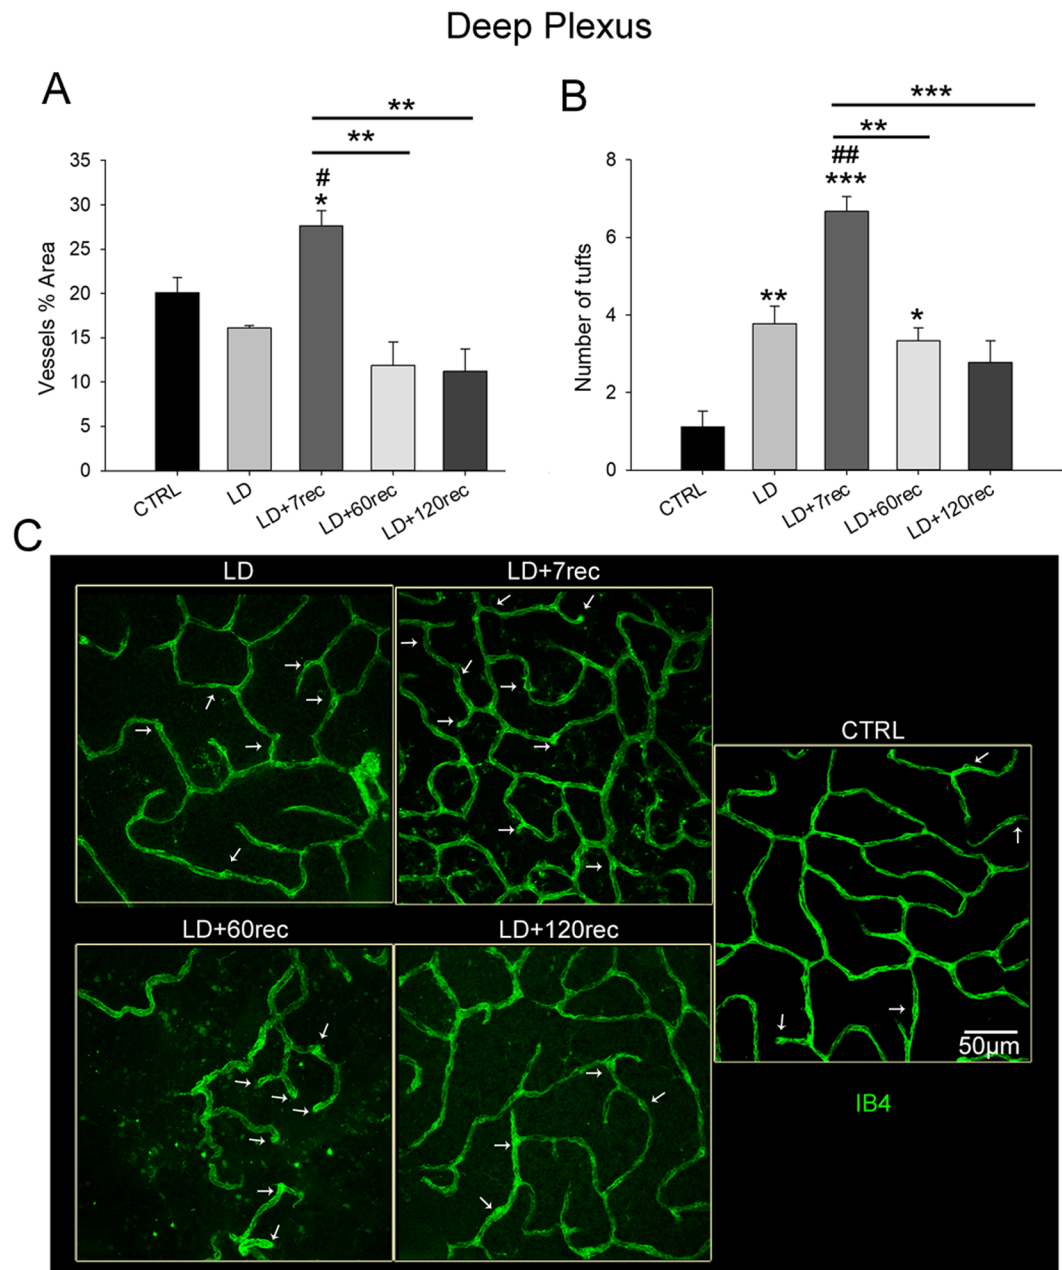 Deep Plexus
A
**
**
#
*
35
30
25
20
15
10
5
0
Vessels % Area
CTRL
LD
LD+7rec
LD+60rec
LD+120rec
B
***
**
##
***
**
*
8
6
4
2
0
Number of tufts
CTRL
LD
LD+7rec
LD+60rec
LD+120rec
C
LD
LD+7rec
CTRL
LD+60rec
LD+120rec
50µm
IB4